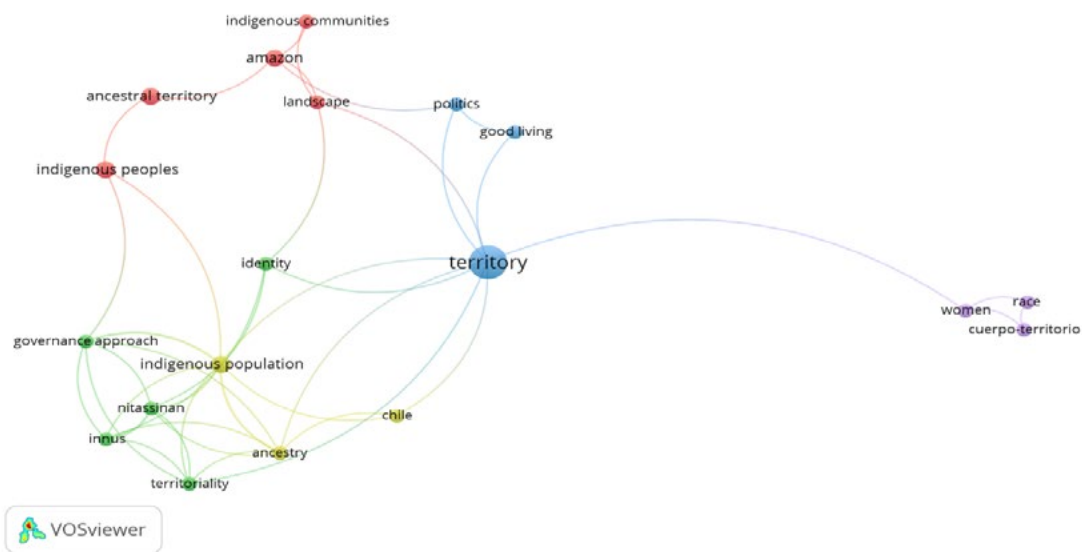 indigenous communities
amazon
ancestral territory
landscape
politics
good living
indigenous peoples
identity
territory
women
race
cuerpo-territorio
governance approach
indigenous population
nitassinan
chile
innus
ancestry
territoriality
VOSviewer